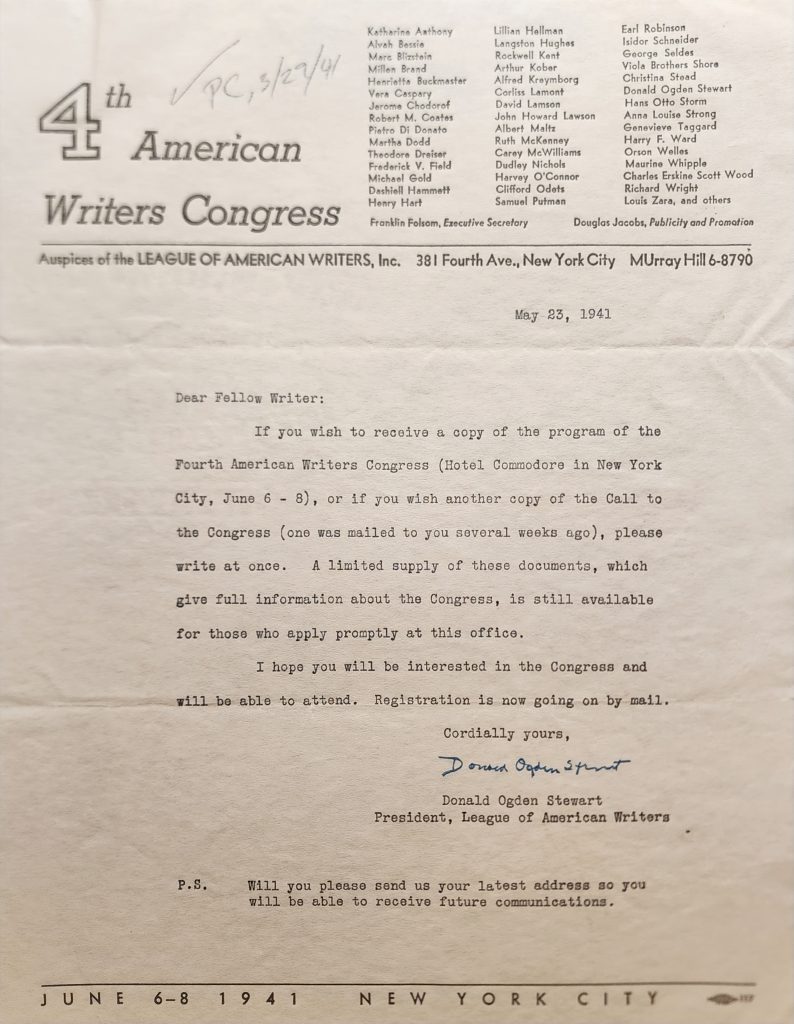 ✓ PC, 5/29/41
4th
American
Writers Congress
Katharine Anthony
Alvah Bessie
Marc Blizstein
Millen Brand
Henrietta Buckmaster
Vera Caspary
Jerome Chodorof
Robert M. Coates
Pietro Di Donato
Martha Dodd
Theodore Dreiser
Frederick V. Field
Michael Gold
Dashiell Hammett
Henry Hart
Lillian Hellman
Langston Hughes
Rockwell Kent
Arthur Kober
Alfred Kreymborg
Corliss Lamont
David Lamson
John Howard Lawson
Albert Maltz
Ruth McKenney
Carey McWilliams
Dudley Nichols
Harvey O'Connor
Clifford Odets
Samuel Putman
Earl Robinson
Isidor Schneider
George Seldes
Viola Brothers Shore
Christina Stead
Donald Ogden Stewart
Hans Otto Storm
Anna Louise Strong
Genevieve Taggard
Harry F. Ward
Orson Welles
Maurine Whipple
Charles Erskine Scott Wood
Richard Wright
Louis Zara, and others
Franklin Folsom, Executive Secretary Douglas Jacobs, Publicity and Promotion
Auspices of the LEAGUE OF AMERICAN WRITERS, Inc. 381 Fourth Ave., New York City MUrray Hill 6-8790
May 23, 1941
Dear Fellow Writer:
If you wish to receive a copy of the program of the
Fourth American Writers Congress (Hotel Commodore in New York
City, June 6 - 8), or if you wish another copy of the Call to
the Congress (one was mailed to you several weeks ago), please
write at once. A limited supply of these documents, which
give full information about the Congress, is still available
for those who apply promptly at this office.
I hope you will be interested in the Congress and
will be able to attend. Registration is now going on by mail.
Cordially yours,
Donald Ogden Stewart
Donald Ogden Stewart
President, League of American Writers
P.S. Will you please send us your latest address so you
will be able to receive future communications.
JUNE 6-8 1941 NEW YORK CITY